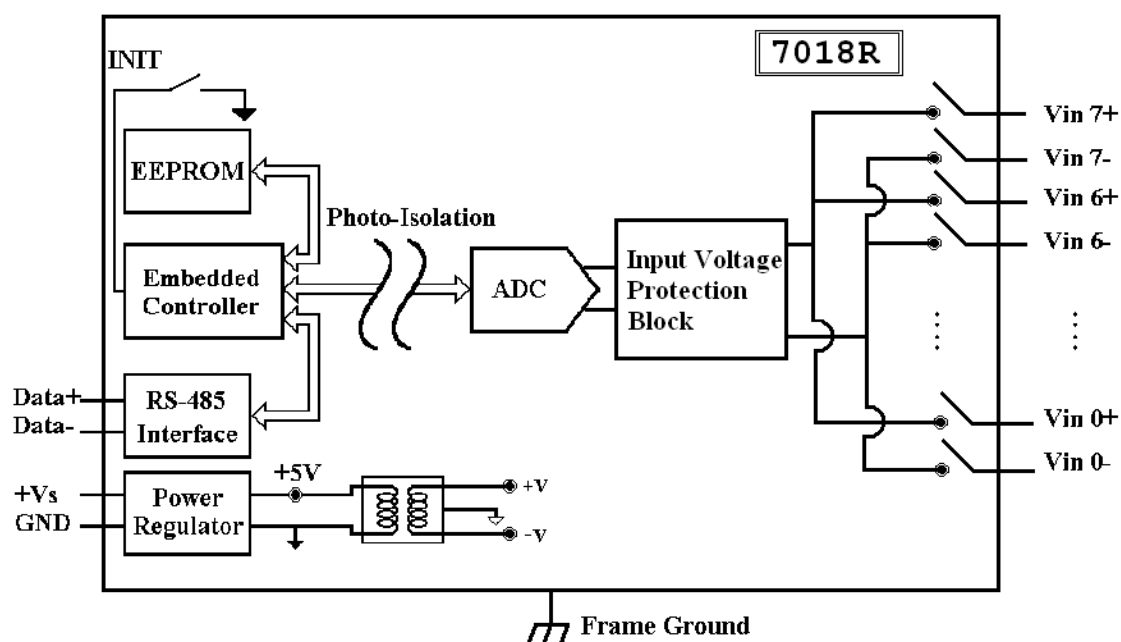 7018R
INIT
EEPROM
Photo-Isolation
Embedded
Controller
ADC
Input Voltage
Protection
Block
Vin 7+
Vin 7-
Vin 6+
Vin 6-
Data+
Data-
RS-485
Interface
Vin 0+
Vin 0-
+Vs
GND
Power
Regulator
+5V
+V
-V
Frame Ground